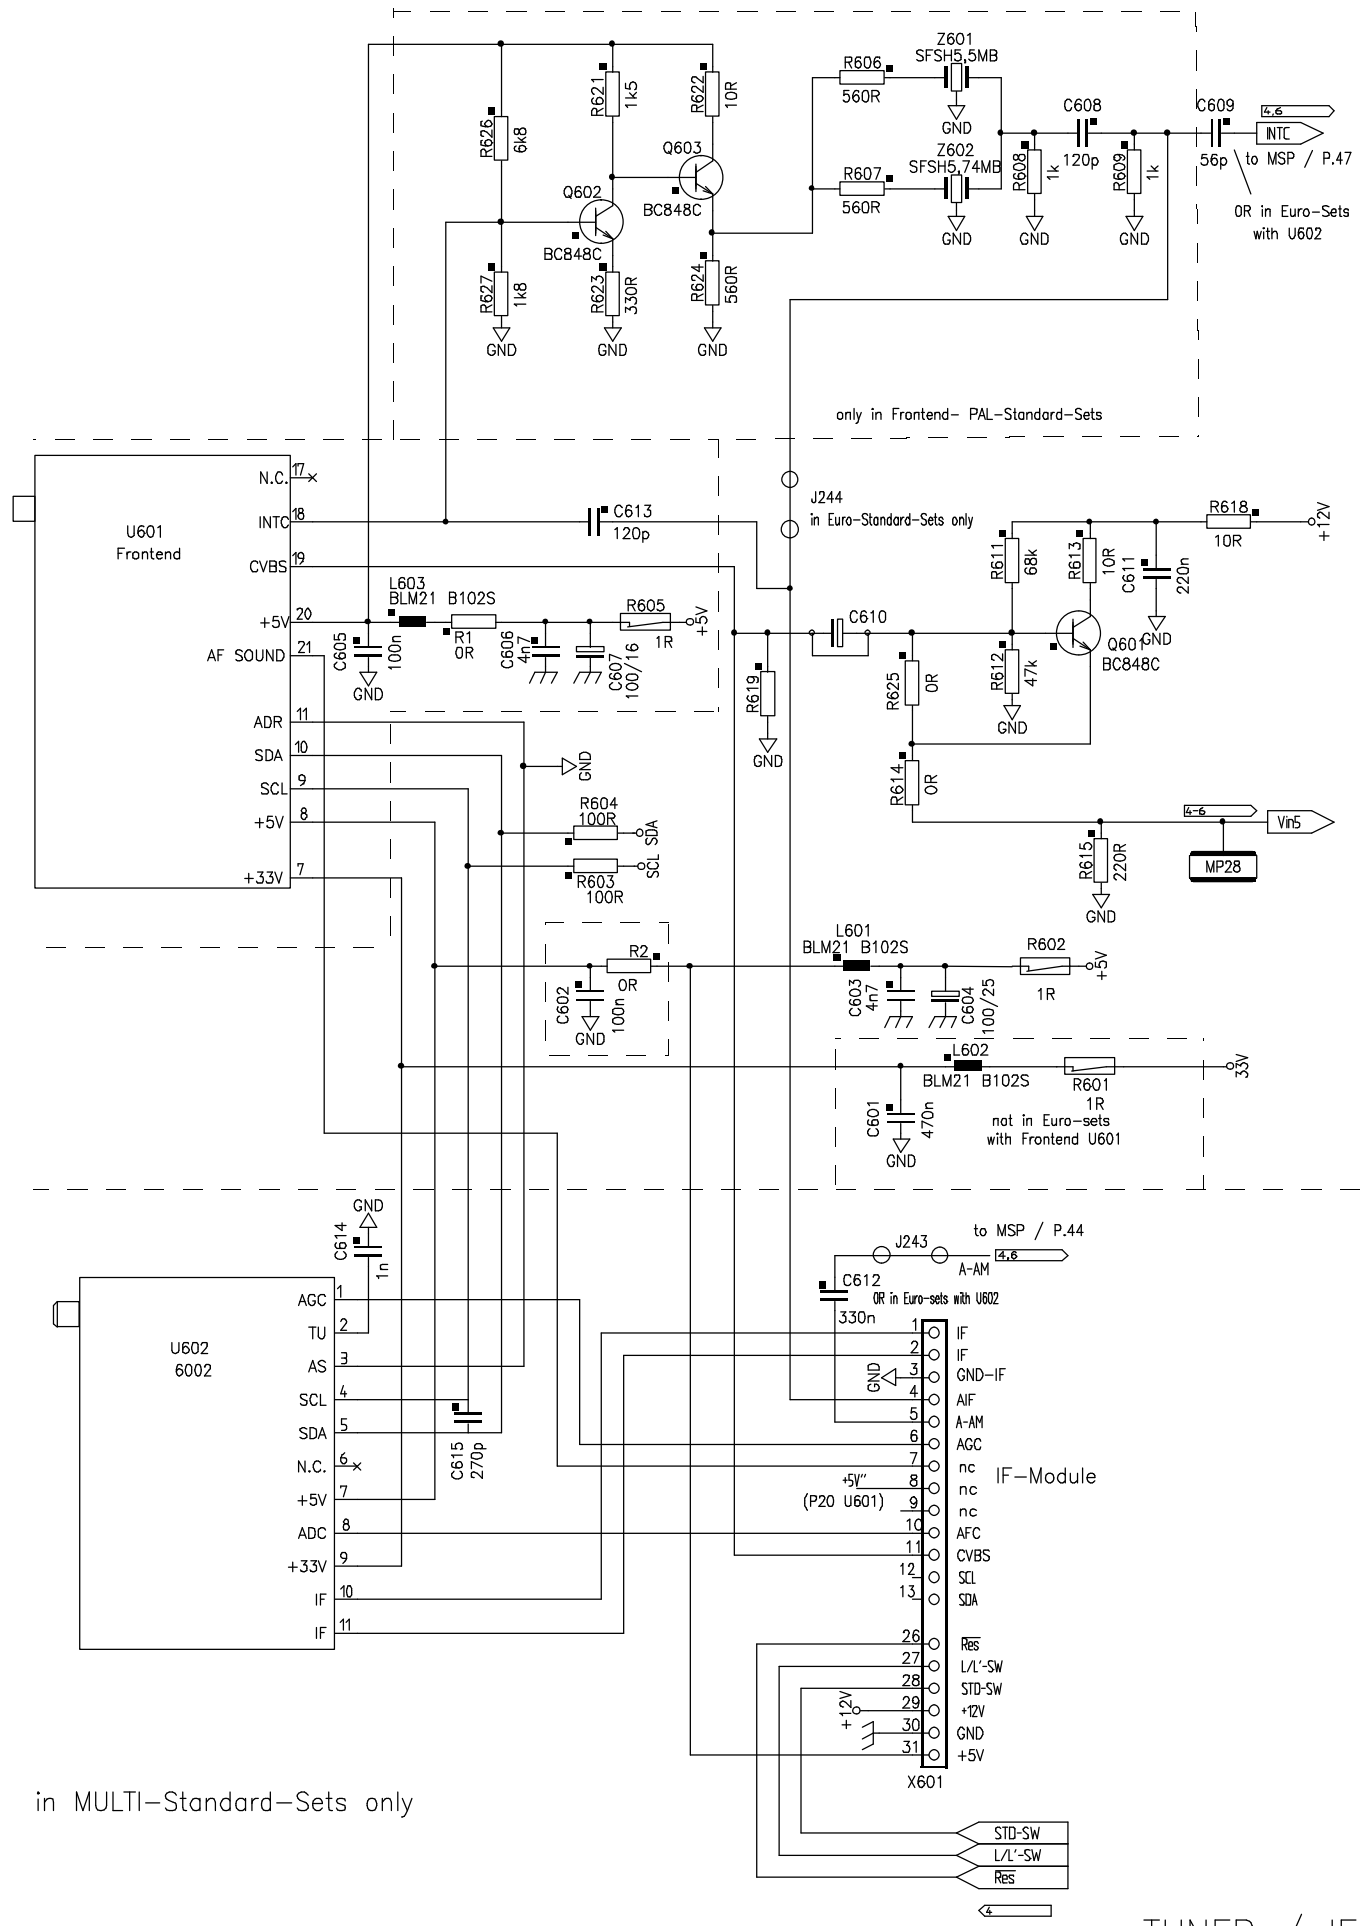 Z601
SFSH5,5MB
R606
560R
GND
R621
1k5
R622
10R
R626
6k8
Q603
BC848C
Q602
BC848C
Z602
SFSH5,74MB
R607
560R
GND
R608
1k
GND
C608
120p
R609
1k
GND
C609
56p
4,6
INTC
to MSP / P.47
0R in Euro-Sets
with U602
R627
1k8
GND
R623
330R
GND
R624
560R
GND
only in Frontend- PAL-Standard-Sets
U601
Frontend
N.C. 17
INTC 18
CVBS 19
+5V 20
AF SOUND 21
ADR 11
SDA 10
SCL 9
+5V 8
+33V 7
C613
120p
J244
in Euro-Standard-Sets only
L603
BLM21 B102S
R1
0R
C605
100n
GND
C606
4n7
C607
100/16
R605
1R
+5V
R618
10R
+12V
R611
68k
R613
10R
C611
220n
GND
C610
Q601
BC848C
R619
GND
R625
0R
R612
47k
GND
R614
0R
GND
R604
100R
SDA
R603
100R
SCL
4-6
Vin5
MP28
R615
220R
GND
R2
0R
C602
100n
GND
L601
BLM21 B102S
C603
4n7
C604
100/25
R602
1R
+5V
L602
BLM21 B102S
R601
1R
33V
C601
470n
GND
not in Euro-sets
with Frontend U601
GND
C614
1n
U602
6002
AGC 1
TU 2
AS 3
SCL 4
SDA 5
N.C. 6
+5V 7
ADC 8
+33V 9
IF 10
IF 11
C615
270p
to MSP / P.44
J243
4,6
A-AM
C612
330n
0R in Euro-sets with U602
1 IF
2 IF
GND
3 GND-IF
4 AIF
5 A-AM
6 AGC
7 nc
+5V"
(P20 U601)
8 nc
9 nc
10 AFC
11 CVBS
12 SCL
13 SDA
IF-Module
26 Res
27 L/L'-SW
28 STD-SW
+12V
29 +12V
30 GND
31 +5V
X601
in MULTI-Standard-Sets only
STD-SW
L/L'-SW
Res
4
TUNER / IF